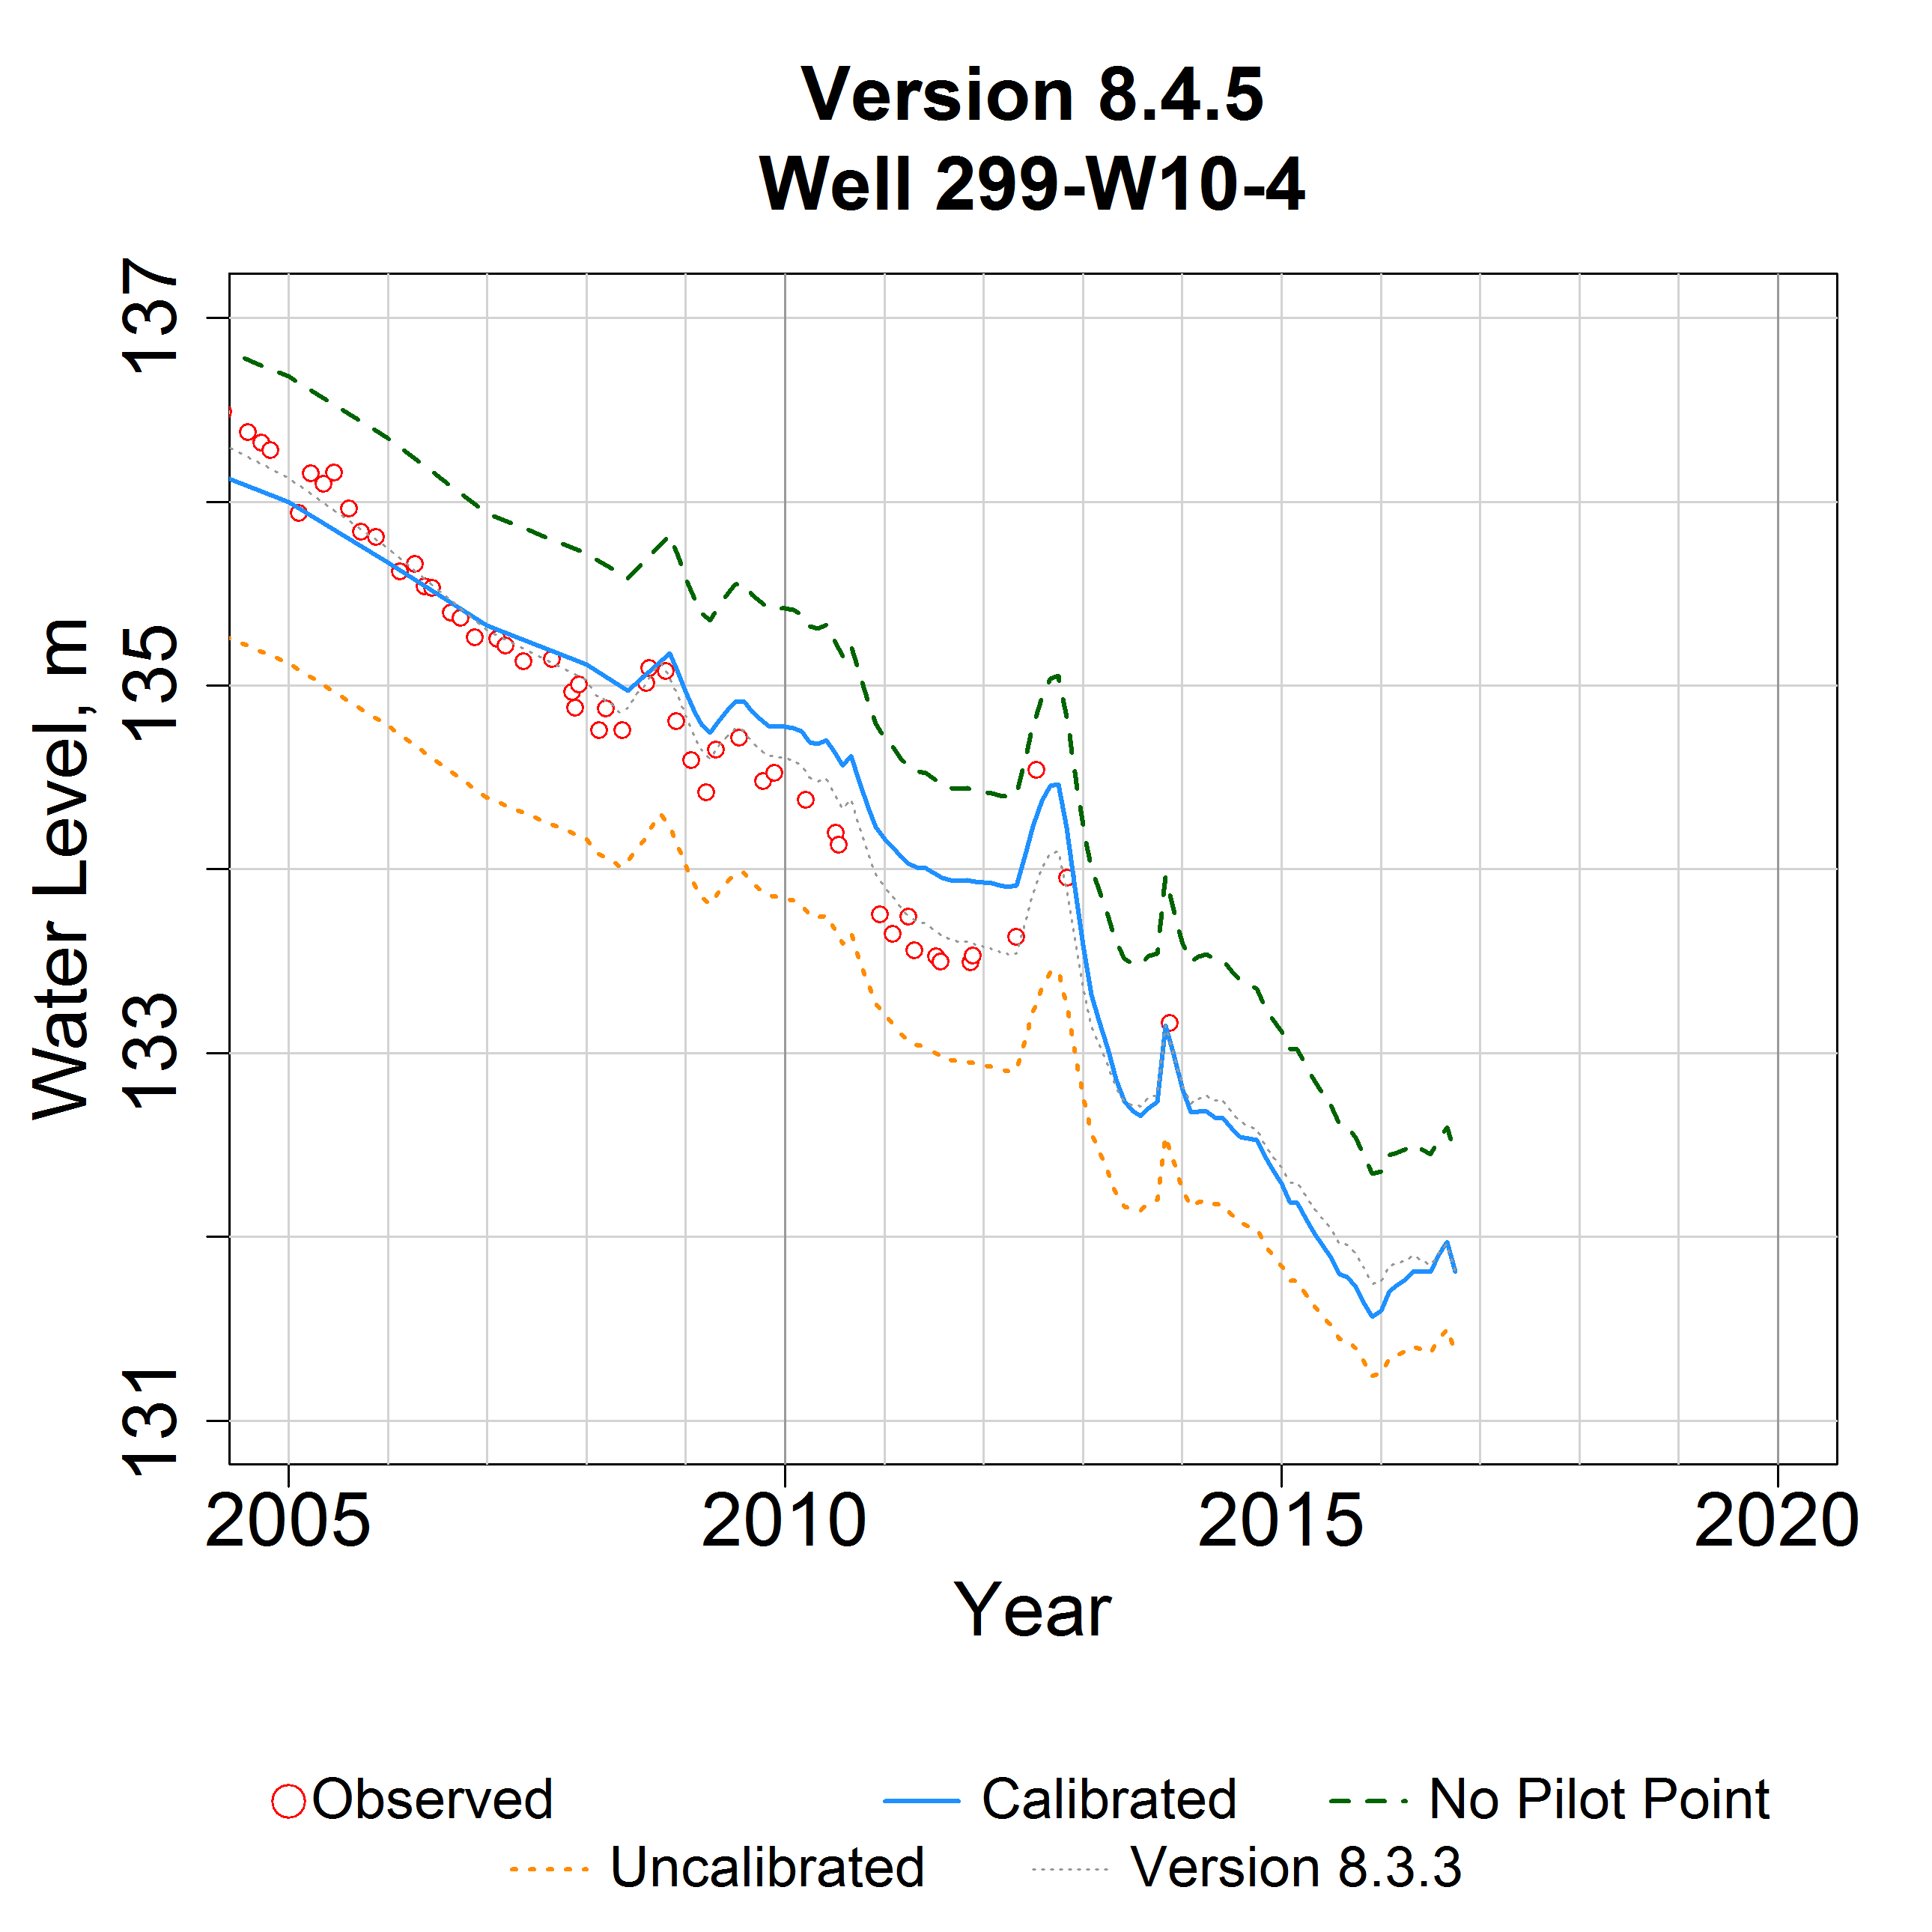 Version 8.4.5
Well 299-W10-4
137
135
133
131
Water Level, m
2005 2010 2015 2020
Year
Observed Calibrated No Pilot Point
Uncalibrated Version 8.3.3